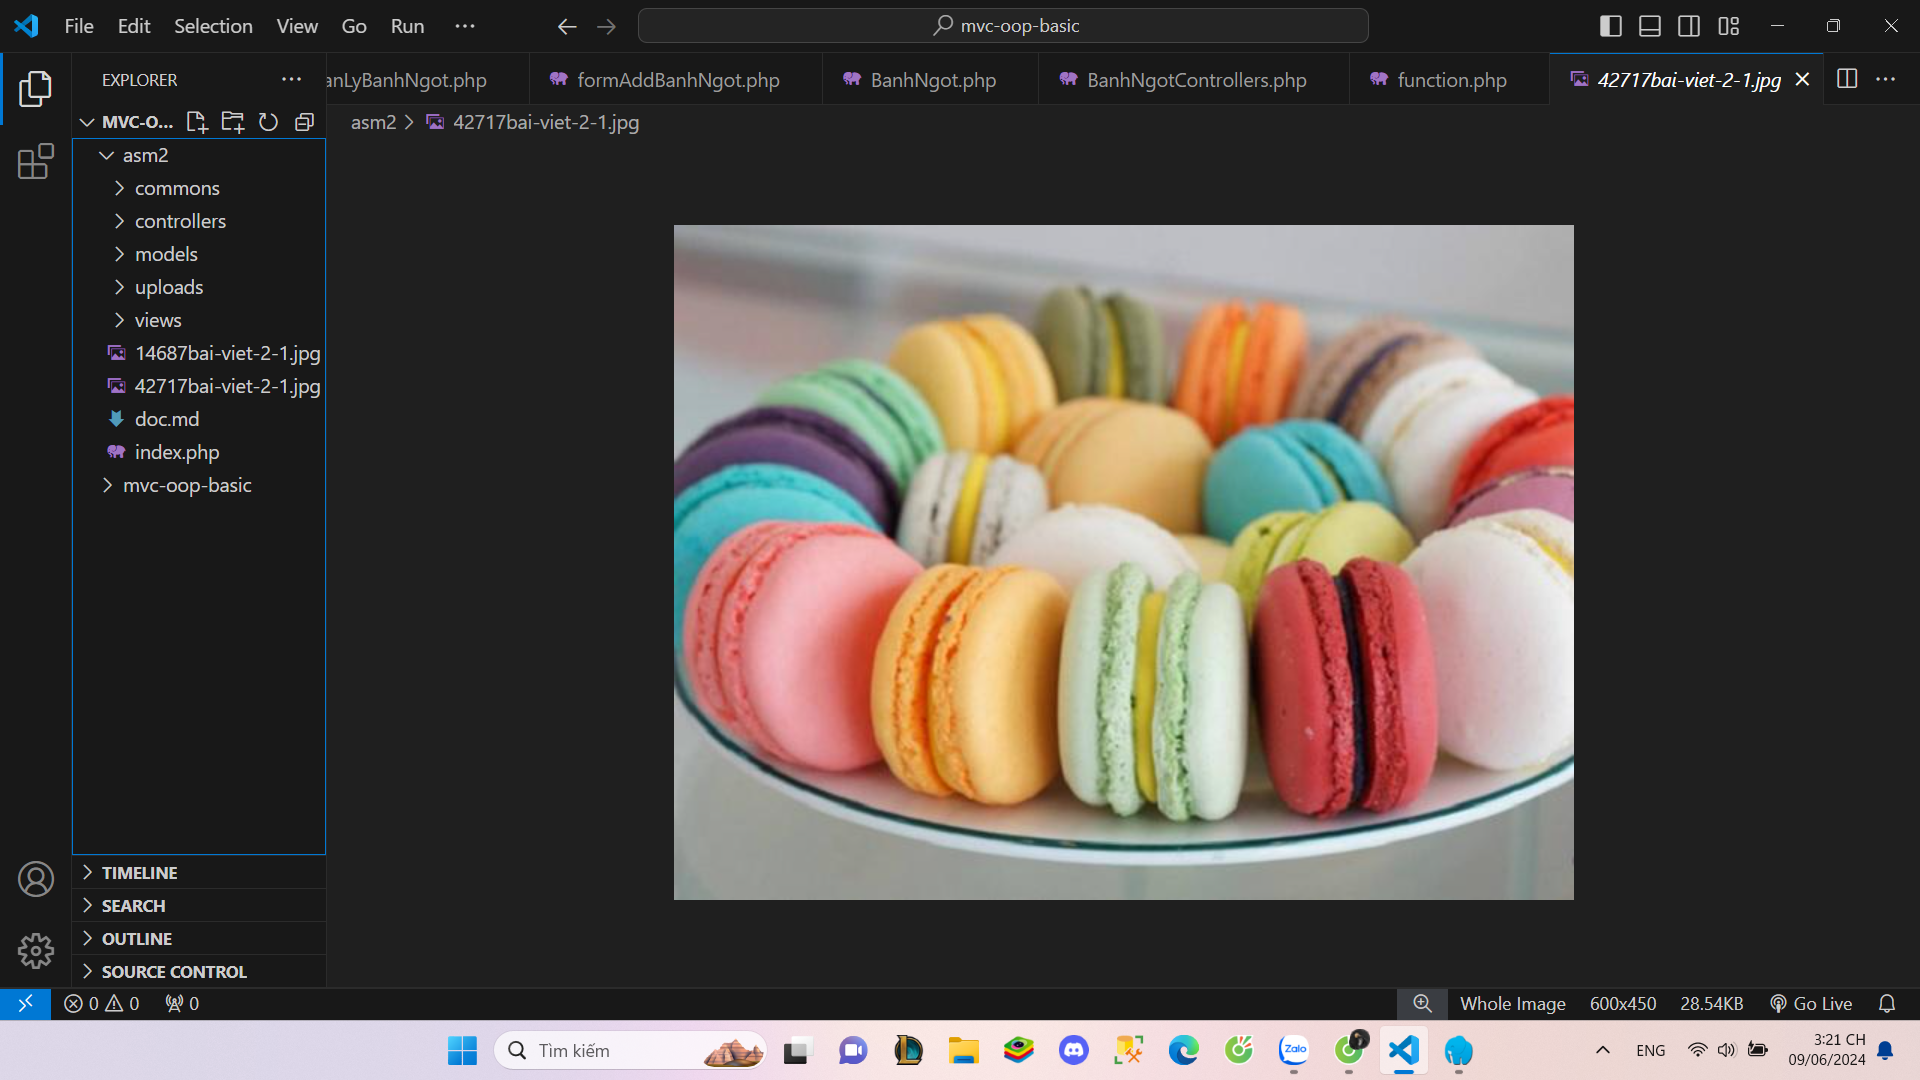 File Edit Selection View Go Run
mvc-oop-basic
EXPLORER
anLyBanhNgot.php
formAddBanhNgot.php
BanhNgot.php
BanhNgotControllers.php
function.php
42717bai-viet-2-1.jpg
MVC-O...
asm2 > 42717bai-viet-2-1.jpg
asm2
commons
controllers
models
uploads
views
14687bai-viet-2-1.jpg
42717bai-viet-2-1.jpg
doc.md
index.php
mvc-oop-basic
TIMELINE
SEARCH
OUTLINE
SOURCE CONTROL
0 0 0
Whole Image 600x450 28.54KB Go Live
Tìm kiếm
Zalo
ENG
3:21 CH
09/06/2024